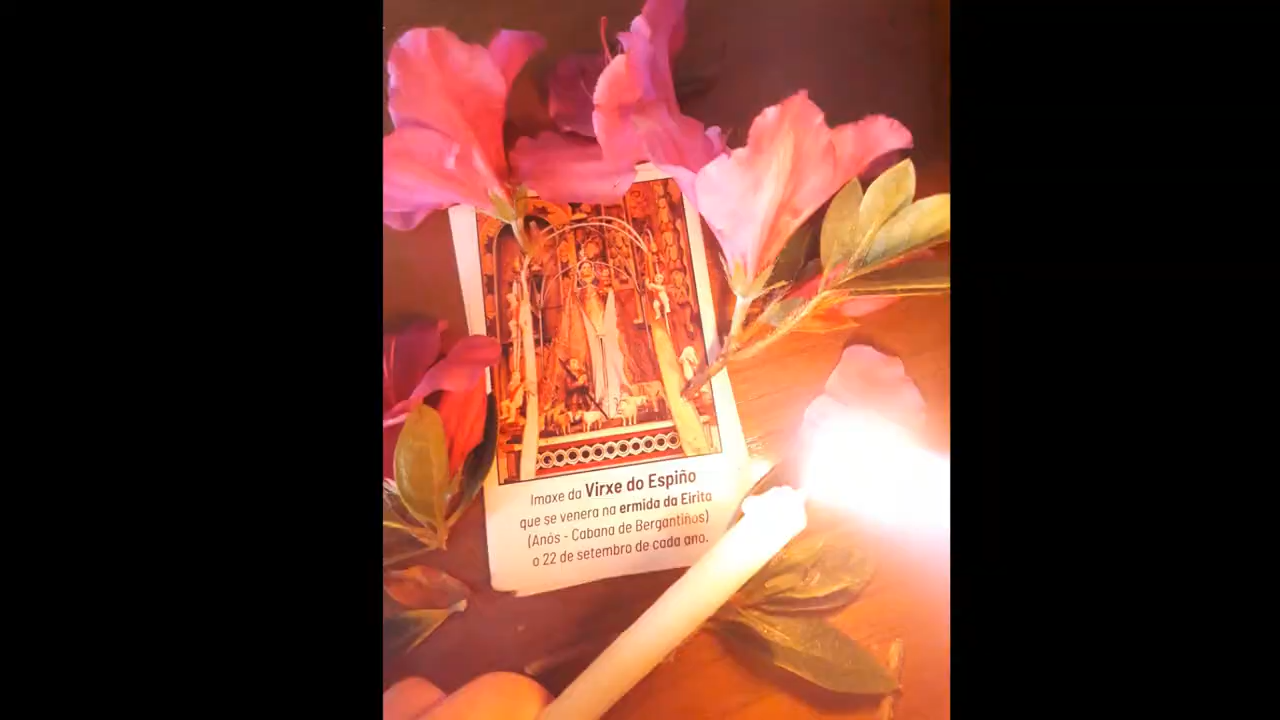 Imaxe da Virxe do Espiño
que se venera na ermida da Eirita
(Anós - Cabana de Bergantiños)
o 22 de setembro de cada ano.